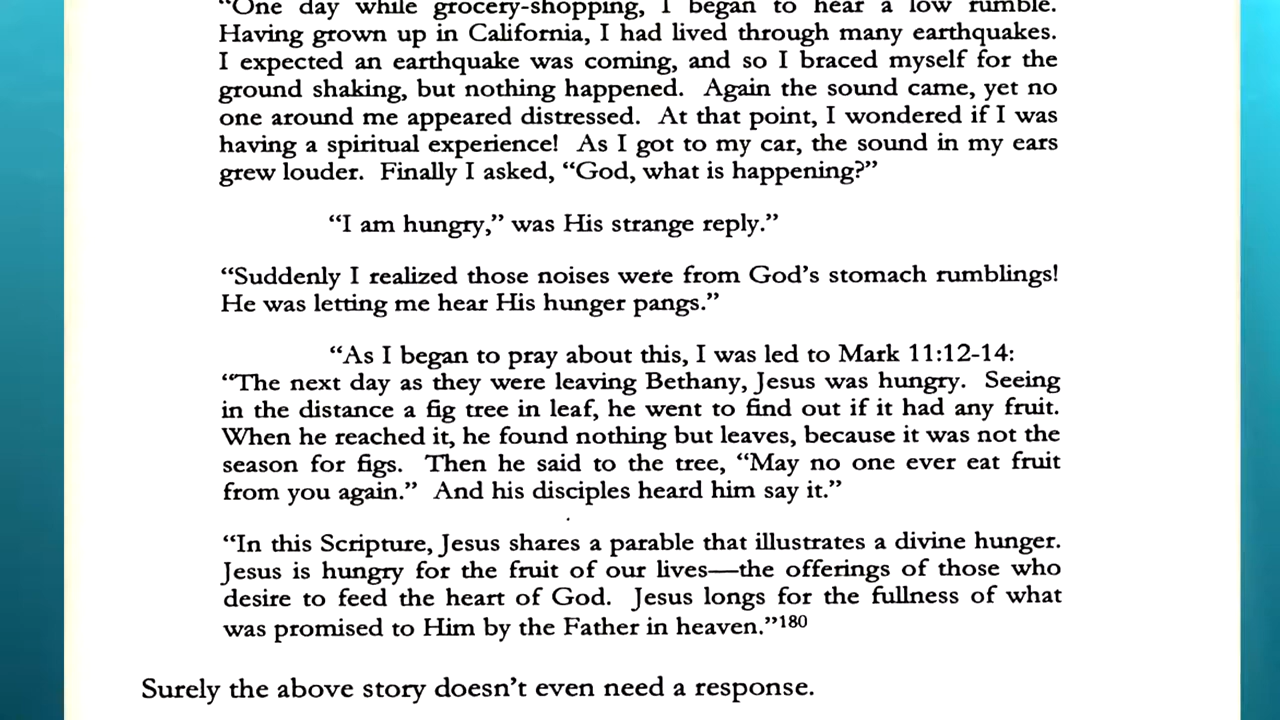 “One day while grocery-shopping, I began to hear a low rumble.
Having grown up in California, I had lived through many earthquakes.
I expected an earthquake was coming, and so I braced myself for the
ground shaking, but nothing happened. Again the sound came, yet no
one around me appeared distressed. At that point, I wondered if I was
having a spiritual experience! As I got to my car, the sound in my ears
grew louder. Finally I asked, “God, what is happening?”
“I am hungry,” was His strange reply.”
“Suddenly I realized those noises were from God’s stomach rumblings!
He was letting me hear His hunger pangs.”
“As I began to pray about this, I was led to Mark 11:12-14:
“The next day as they were leaving Bethany, Jesus was hungry. Seeing
in the distance a fig tree in leaf, he went to find out if it had any fruit.
When he reached it, he found nothing but leaves, because it was not the
season for figs. Then he said to the tree, “May no one ever eat fruit
from you again.” And his disciples heard him say it.”
“In this Scripture, Jesus shares a parable that illustrates a divine hunger.
Jesus is hungry for the fruit of our lives—the offerings of those who
desire to feed the heart of God. Jesus longs for the fullness of what
was promised to Him by the Father in heaven.”180
Surely the above story doesn’t even need a response.